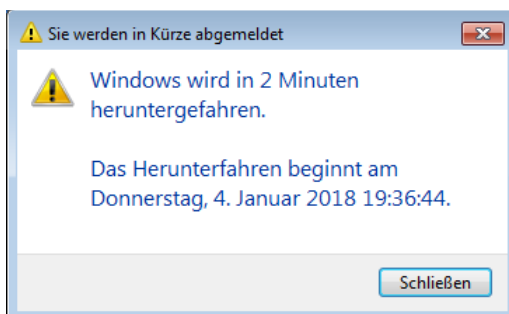 Sie werden in Kürze abgemeldet
Windows wird in 2 Minuten
heruntergefahren.
Das Herunterfahren beginnt am
Donnerstag, 4. Januar 2018 19:36:44.
Schließen